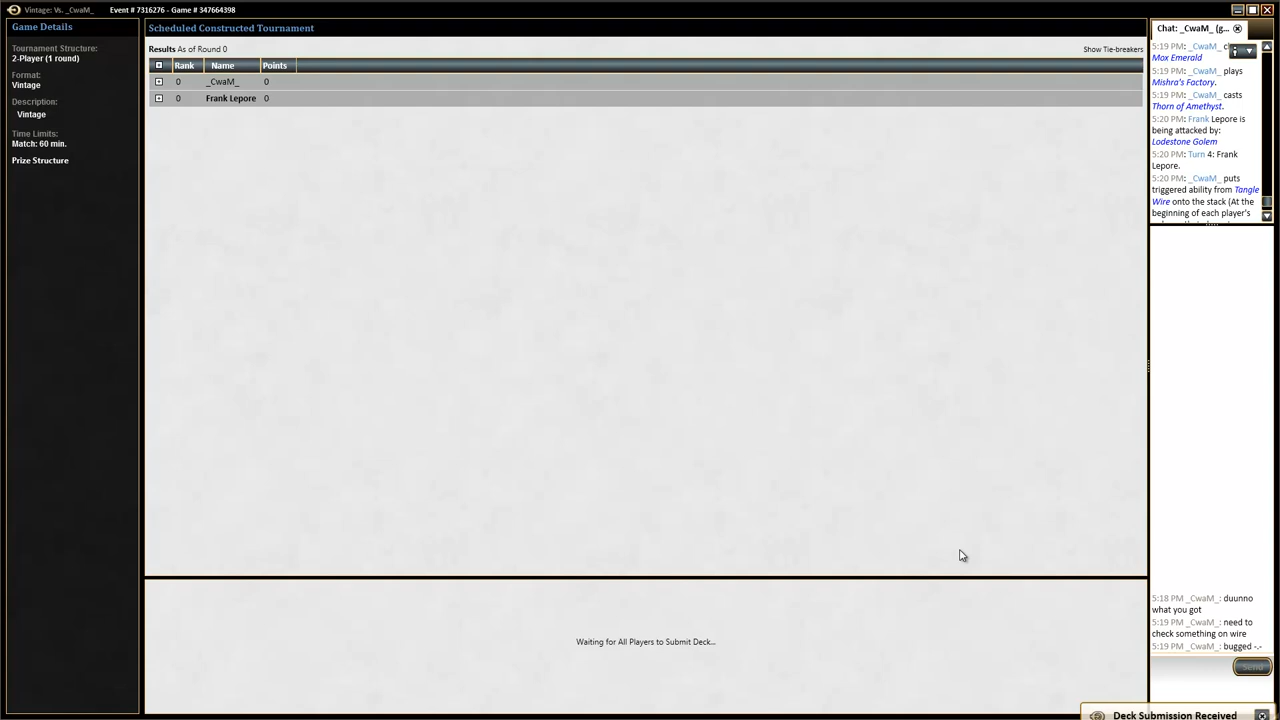 Vintage: Vs. _CwaM_ Event # 7316276 - Game # 347664398
Game Details
Tournament Structure:
2-Player (1 round)
Format:
Vintage
Description:
Vintage
Time Limits:
Match: 60 min.
Prize Structure
Scheduled Constructed Tournament
Results As of Round 0 Show Tie-breakers
Rank Name Points
0 _CwaM_ 0
0 Frank Lepore 0
Waiting for All Players to Submit Deck...
Chat: _CwaM_ (g...
5:19 PM: _CwaM_
Mox Emerald
5:19 PM: _CwaM_ plays
Mishra's Factory.
5:19 PM: _CwaM_ casts
Thorn of Amethyst.
5:20 PM: Frank Lepore is
being attacked by:
Lodestone Golem
5:20 PM: Turn 4: Frank
Lepore.
5:20 PM: _CwaM_ puts
triggered ability from Tangle
Wire onto the stack (At the
beginning of each player's
5:18 PM _CwaM_: duunno
what you got
5:19 PM _CwaM_: need to
check something on wire
5:19 PM _CwaM_: bugged -.-
Send
Deck Submission Received